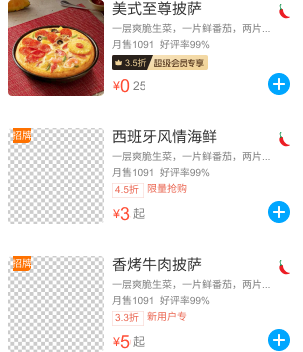 美式至尊披萨
一层爽脆生菜，一片鲜番茄，两片...
月售1091 好评率99%
3.5折 超级会员专享
¥0 25
招牌
西班牙风情海鲜
一层爽脆生菜，一片鲜番茄，两片...
月售1091 好评率99%
4.5折 限量抢购
¥3 起
招牌
香烤牛肉披萨
一层爽脆生菜，一片鲜番茄，两片...
月售1091 好评率99%
3.3折 新用户专
¥5 起